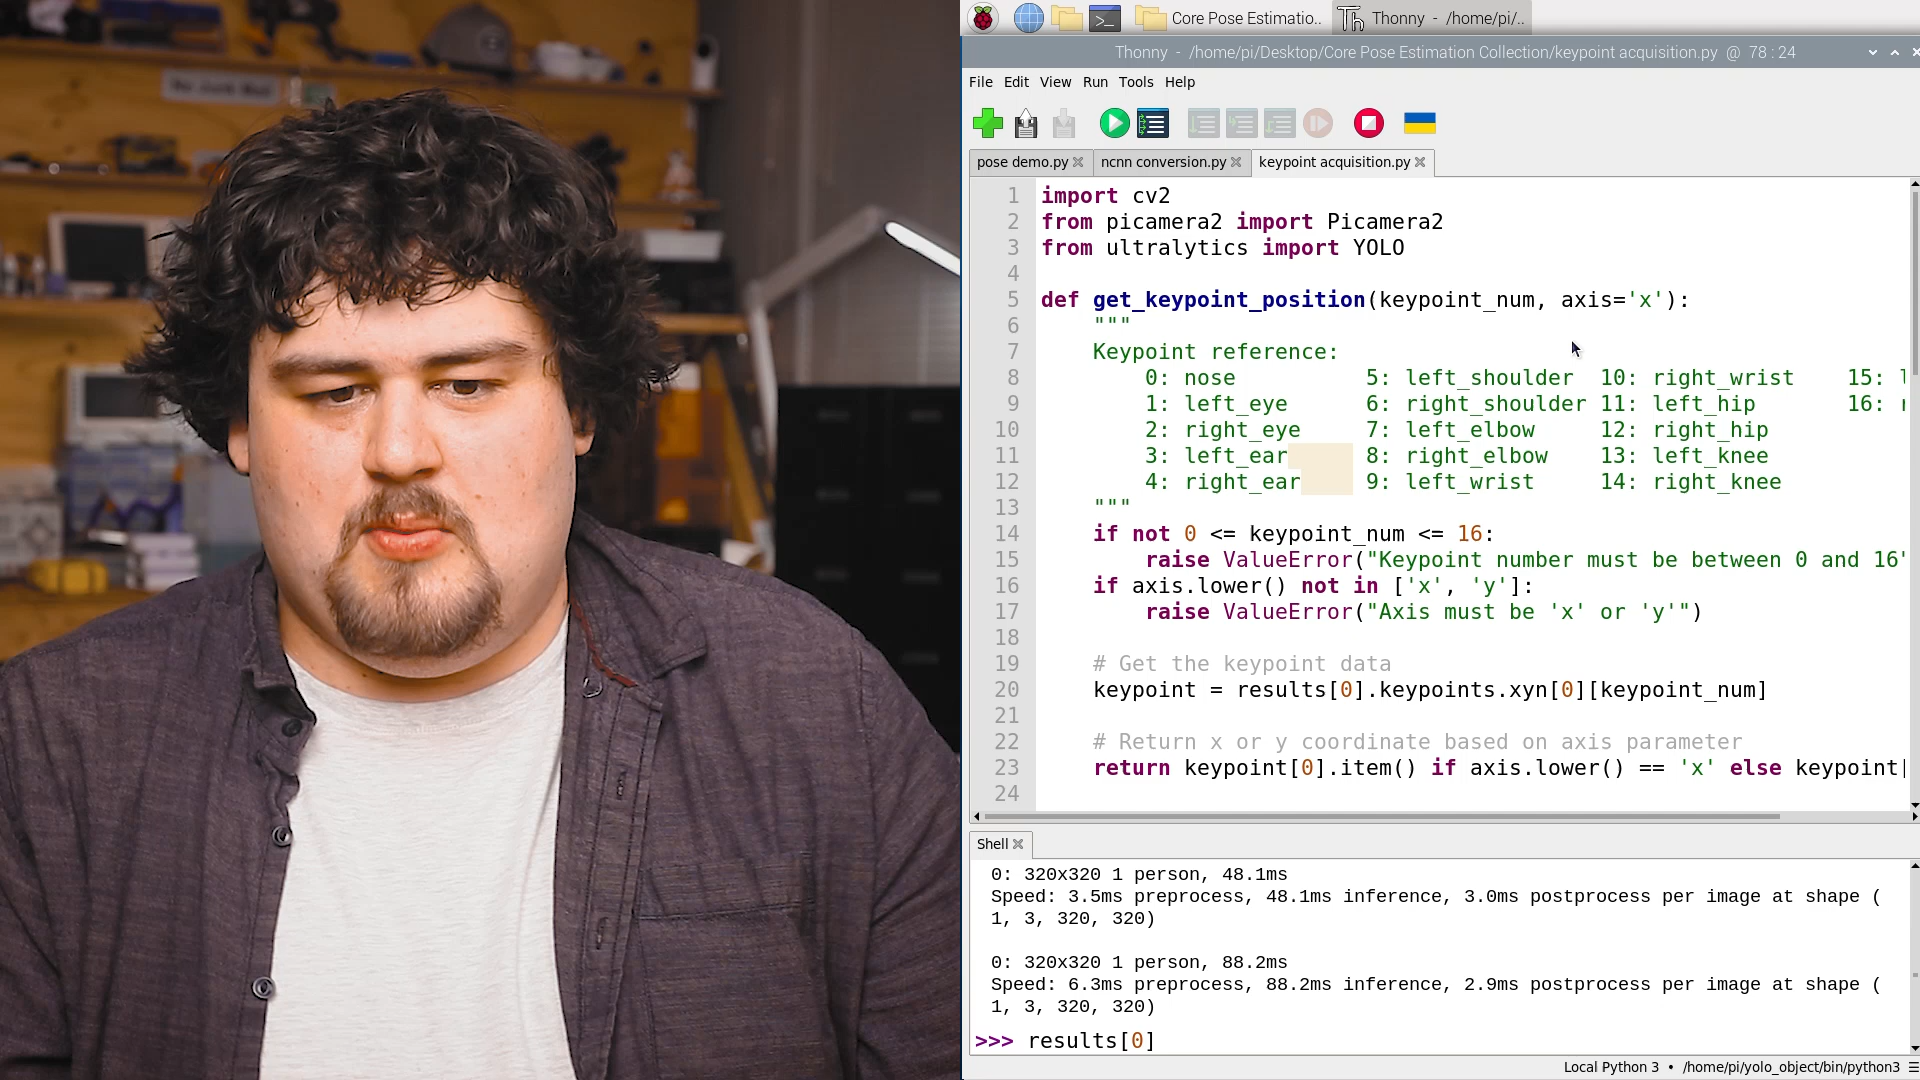 Core Pose Estimatio..
Thonny - /home/pi/..
Thonny - /home/pi/Desktop/Core Pose Estimation Collection/keypoint acquisition.py @ 78 : 24
File Edit View Run Tools Help
pose demo.py
ncnn conversion.py
keypoint acquisition.py
1 import cv2
2 from picamera2 import Picamera2
3 from ultralytics import YOLO
4
5 def get_keypoint_position(keypoint_num, axis='x'):
6 """
7 Keypoint reference:
8 0: nose 5: left_shoulder 10: right_wrist 15:
9 1: left_eye 6: right_shoulder 11: left_hip 16:
10 2: right_eye 7: left_elbow 12: right_hip
11 3: left_ear 8: right_elbow 13: left_knee
12 4: right_ear 9: left_wrist 14: right_knee
13 """
14 if not 0 <= keypoint_num <= 16:
15 raise ValueError("Keypoint number must be between 0 and 16"
16 if axis.lower() not in ['x', 'y']:
17 raise ValueError("Axis must be 'x' or 'y'")
18
19 # Get the keypoint data
20 keypoint = results[0].keypoints.xyn[0][keypoint_num]
21
22 # Return x or y coordinate based on axis parameter
23 return keypoint[0].item() if axis.lower() == 'x' else keypoint[
24
Shell
0: 320x320 1 person, 48.1ms
Speed: 3.5ms preprocess, 48.1ms inference, 3.0ms postprocess per image at shape (
1, 3, 320, 320)
0: 320x320 1 person, 88.2ms
Speed: 6.3ms preprocess, 88.2ms inference, 2.9ms postprocess per image at shape (
1, 3, 320, 320)
>>> results[0]
Local Python 3 • /home/pi/yolo_object/bin/python3